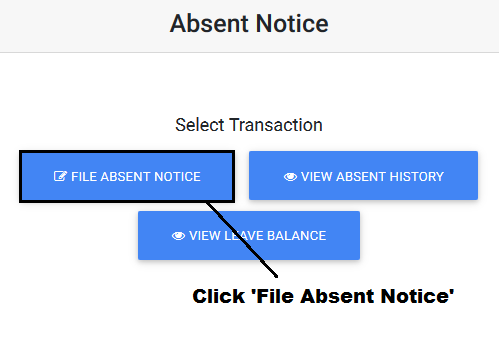 Absent Notice
Select Transaction
FILE ABSENT NOTICE
VIEW ABSENT HISTORY
VIEW LEAVE BALANCE
Click 'File Absent Notice'